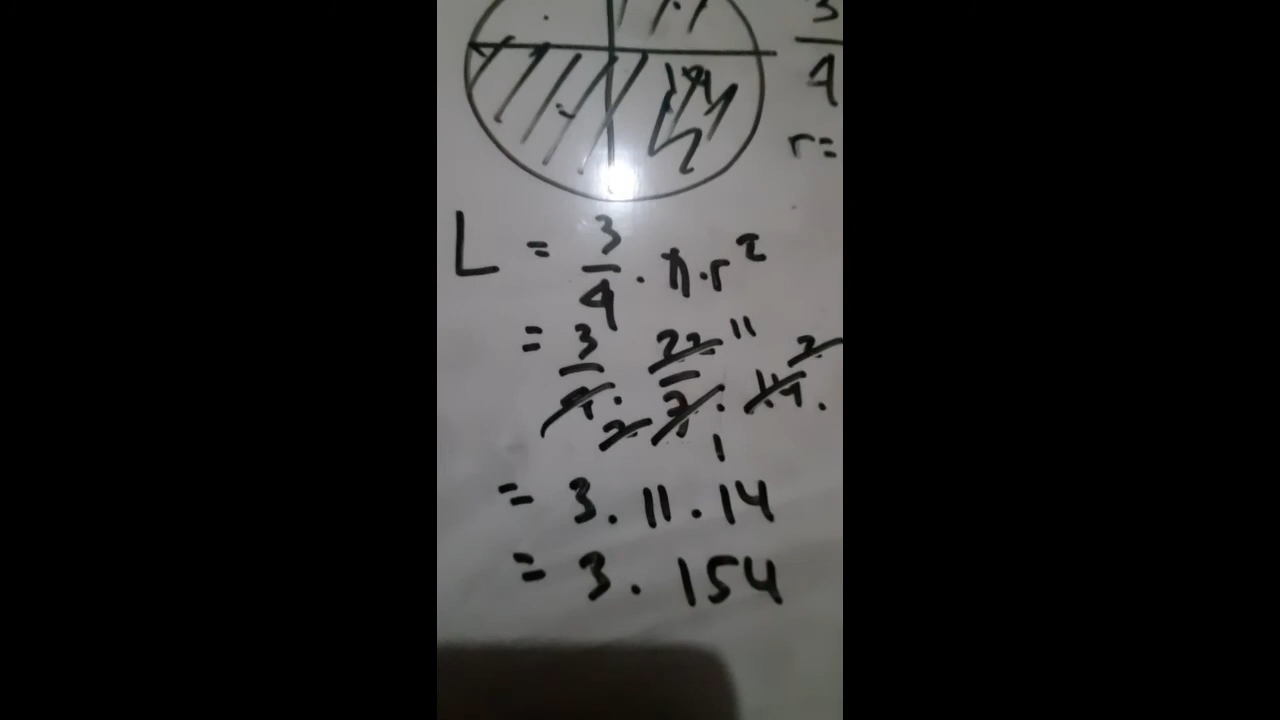 3/4
r=
14
L = 3/4 . π.r²
= 3/4 . 22/7 . 14.
11 2
2 1
= 3. 11. 14
= 3. 154